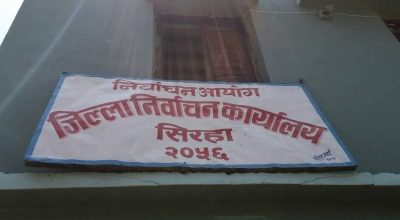 निर्वाचन आयोग
जिल्ला निर्वाचन कार्यालय
सिरहा
२०५६